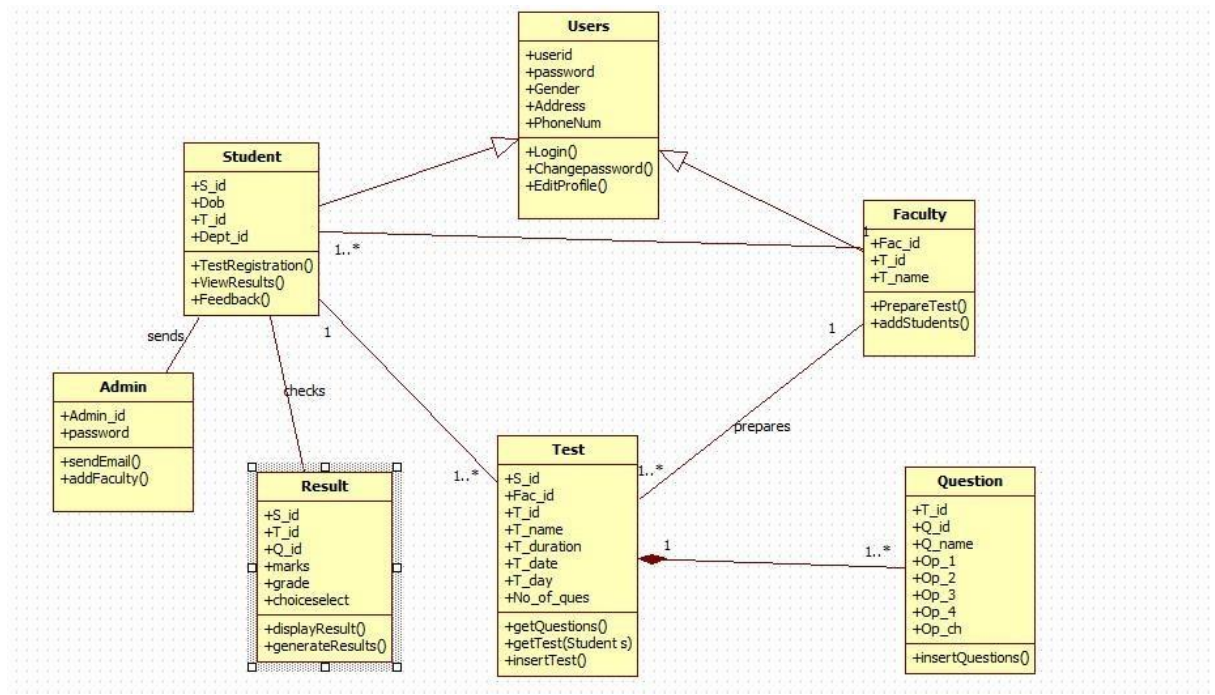 Users
+userid
+password
+Gender
+Address
+PhoneNum
+Login()
+Changepassword()
+EditProfile()
Student
+S_id
+Dob
+T_id
+Dept_id
+TestRegistration()
+ViewResults()
+Feedback()
Faculty
+Fac_id
+T_id
+T_name
+PrepareTest()
+addStudents()
1..*
1
sends
1
1
checks
prepares
Admin
+Admin_id
+password
+sendEmail()
+addFaculty()
1..*
1..*
Result
+S_id
+T_id
+Q_id
+marks
+grade
+choiceselect
+displayResult()
+generateResults()
Test
+S_id
+Fac_id
+T_id
+T_name
+T_duration
+T_date
+T_day
+No_of_ques
+getQuestions()
+getTest(Student s)
+insertTest()
1
1..*
Question
+T_id
+Q_id
+Q_name
+Op_1
+Op_2
+Op_3
+Op_4
+Op_ch
+insertQuestions()